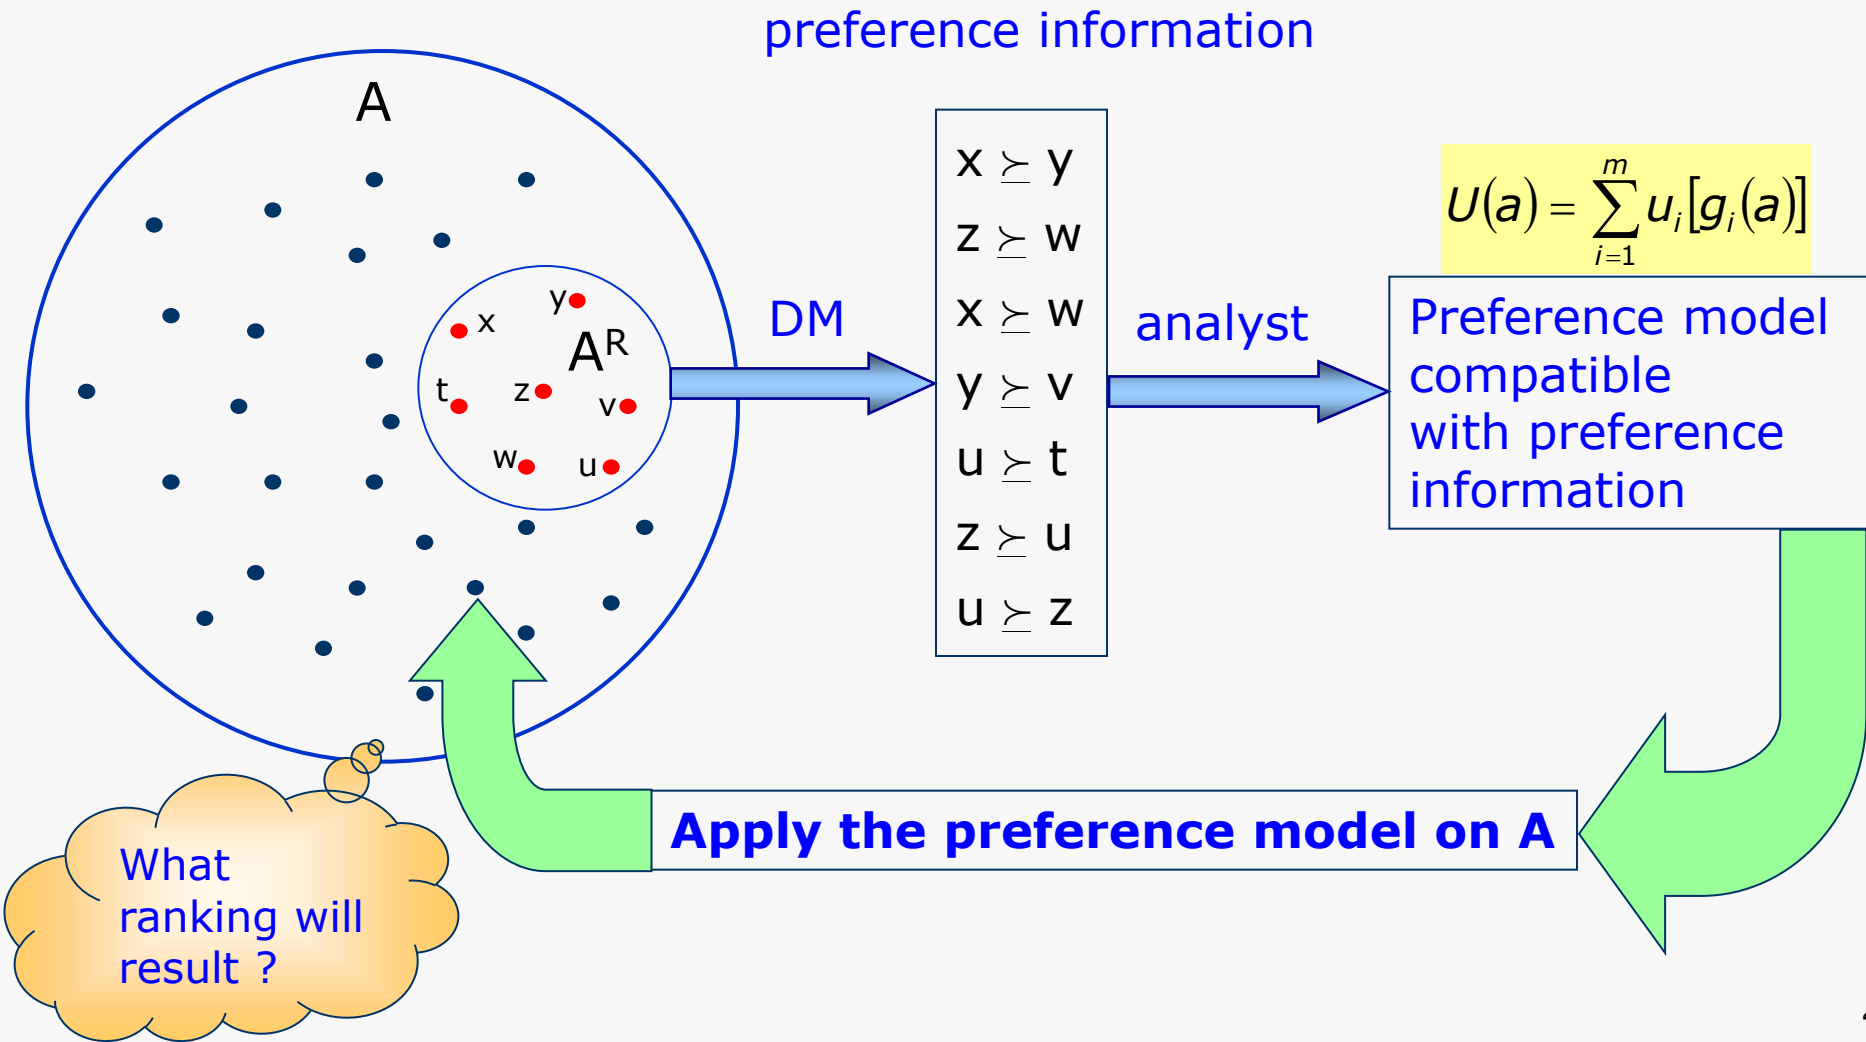 preference information
A
y
x
A^R
t
z
v
w
u
DM
x ≽ y
z ≽ w
x ≽ w
y ≽ v
u ≽ t
z ≽ u
u ≽ z
analyst
U(a) = ∑_{i=1}^{m} u_i[g_i(a)]
Preference model
compatible
with preference
information
Apply the preference model on A
What
ranking will
result ?